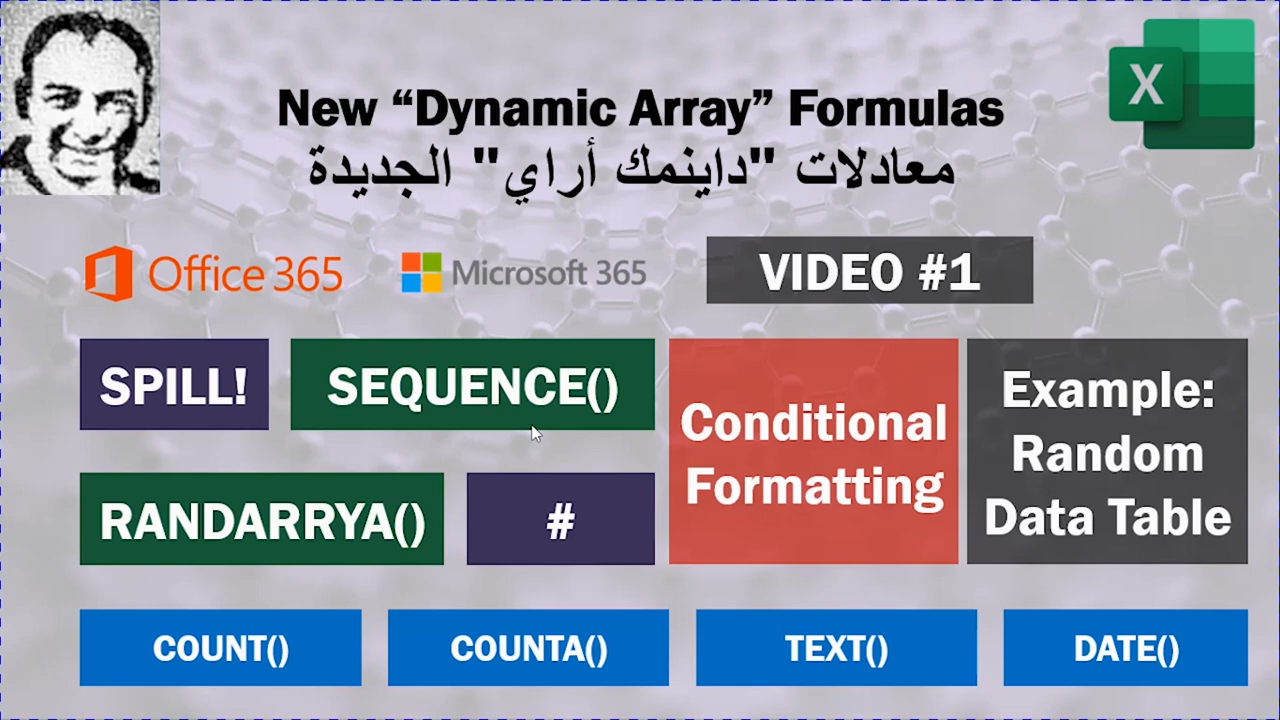 New “Dynamic Array” Formulas
معادلات "داينمك أراي" الجديدة
X
Office 365
Microsoft 365
VIDEO #1
SPILL!
SEQUENCE()
Conditional
Formatting
Example:
Random
Data Table
RANDARRYA()
#
COUNT()
COUNTA()
TEXT()
DATE()